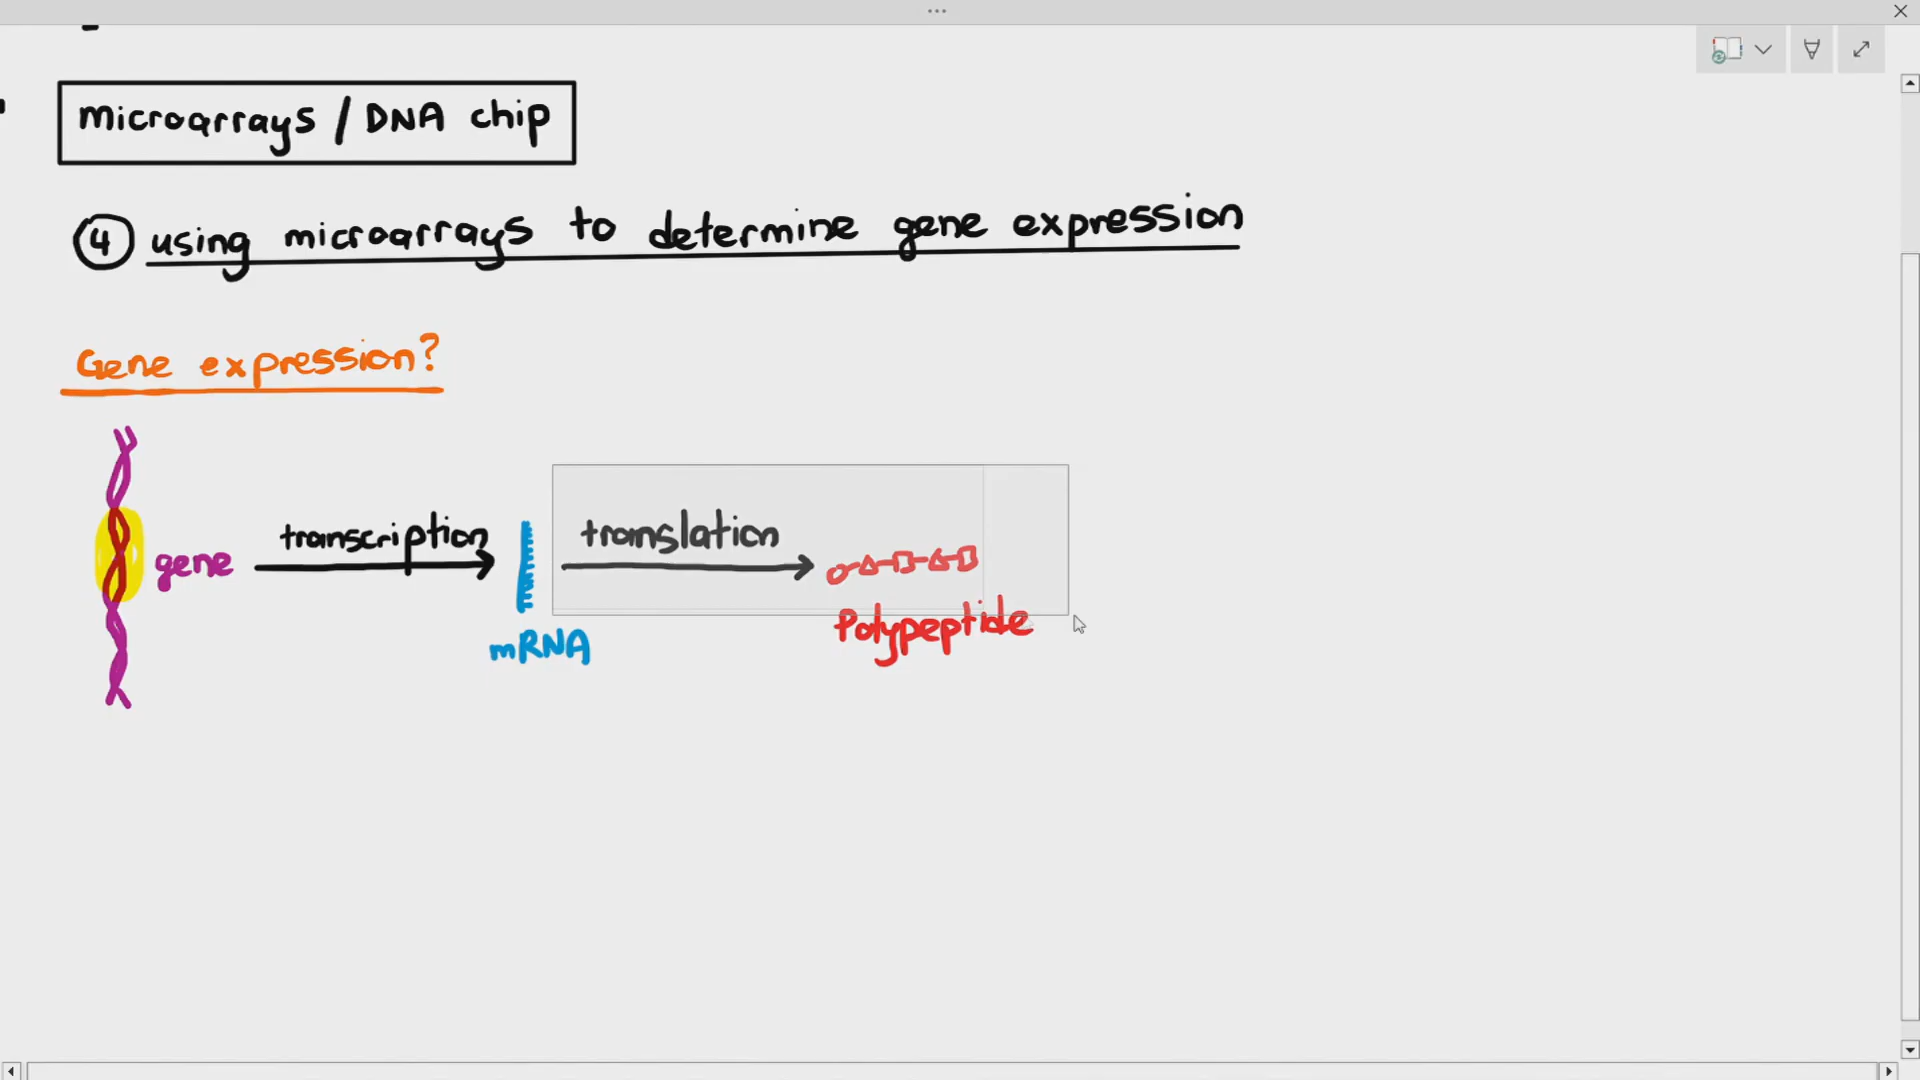 microarrays / DNA chip
④ using microarrays to determine gene expression
Gene expression?
gene
transcription
mRNA
translation
Polypeptide